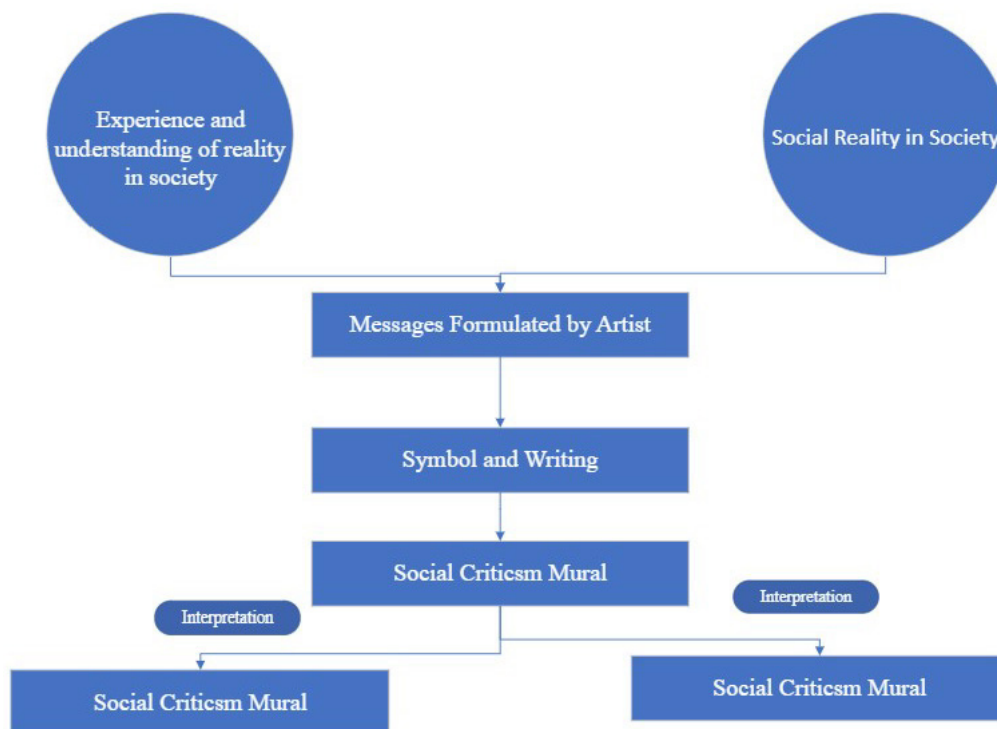 Experience and
understanding of reality
in society
Social Reality in Society
Messages Formulated by Artist
Symbol and Writing
Social Criticsm Mural
Interpretation
Interpretation
Social Criticsm Mural
Social Criticsm Mural